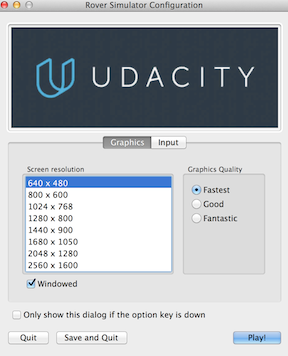 Rover Simulator Configuration
UDACITY
Graphics Input
Screen resolution
640 x 480
800 x 600
1024 x 768
1280 x 800
1440 x 900
1680 x 1050
2048 x 1280
2560 x 1600
Windowed
Graphics Quality
Fastest
Good
Fantastic
Only show this dialog if the option key is down
Quit Save and Quit Play!